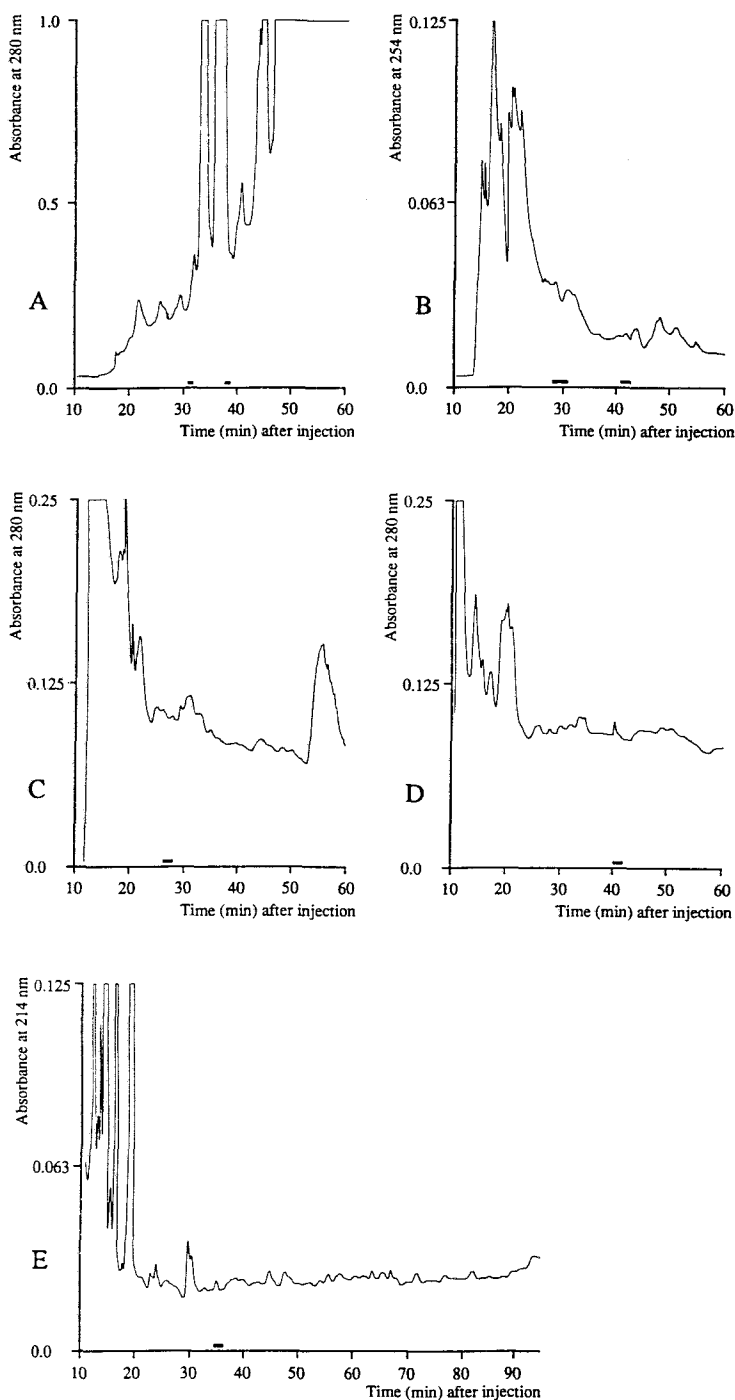 Absorbance at 280 nm
1.0
0.5
0.0
A
10 20 30 40 50 60
Time (min) after injection
Absorbance at 254 nm
0.125
0.063
0.0
B
10 20 30 40 50 60
Time (min) after injection
Absorbance at 280 nm
0.25
0.125
0.0
C
10 20 30 40 50 60
Time (min) after injection
Absorbance at 280 nm
0.25
0.125
0.0
D
10 20 30 40 50 60
Time (min) after injection
Absorbance at 214 nm
0.125
0.063
0.0
E
10 20 30 40 50 60 70 80 90
Time (min) after injection